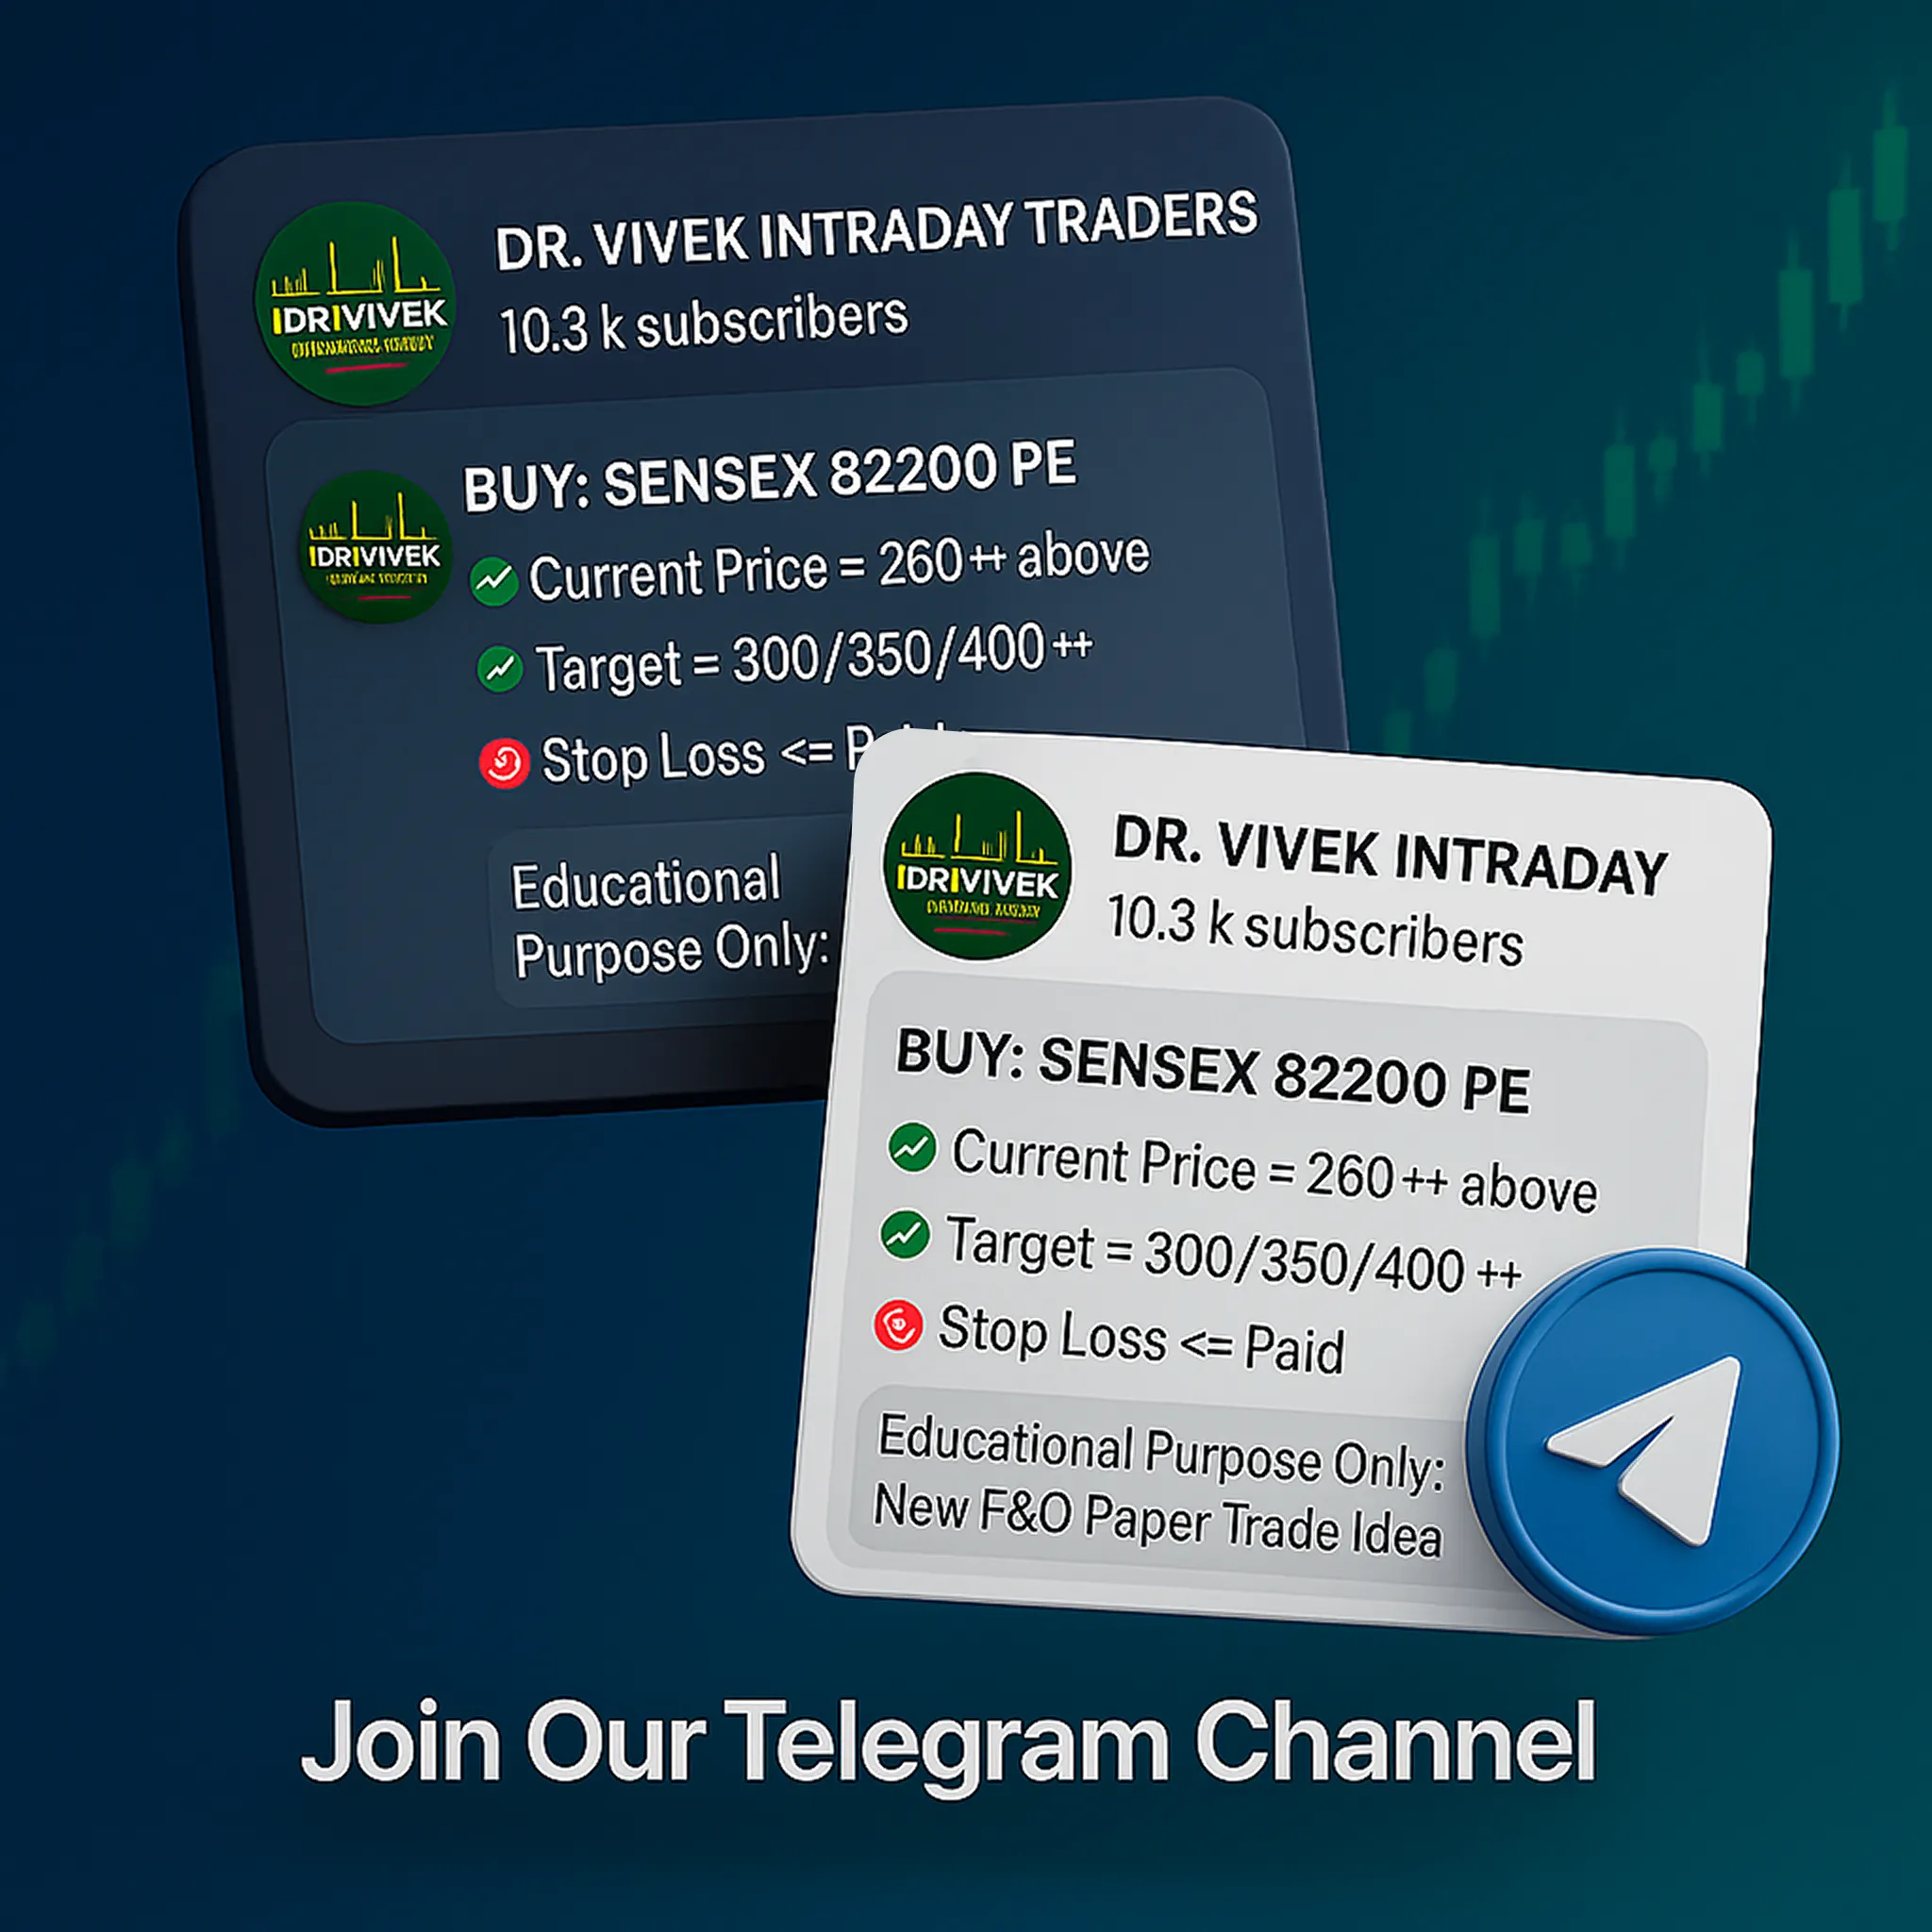 DR. VIVEK INTRADAY TRADERS
10.3 k subscribers
IDRIVIVEK
BUY: SENSEX 82200 PE
IDRIVIVEK
Current Price = 260++ above
Target = 300/350/400++
Stop Loss <=
Educational
Purpose Only:
IDRIVIVEK
DR. VIVEK INTRADAY
10.3 k subscribers
BUY: SENSEX 82200 PE
Current Price = 260++ above
Target = 300/350/400 ++
Stop Loss <= Paid
Educational Purpose Only:
New F&O Paper Trade Idea
Join Our Telegram Channel